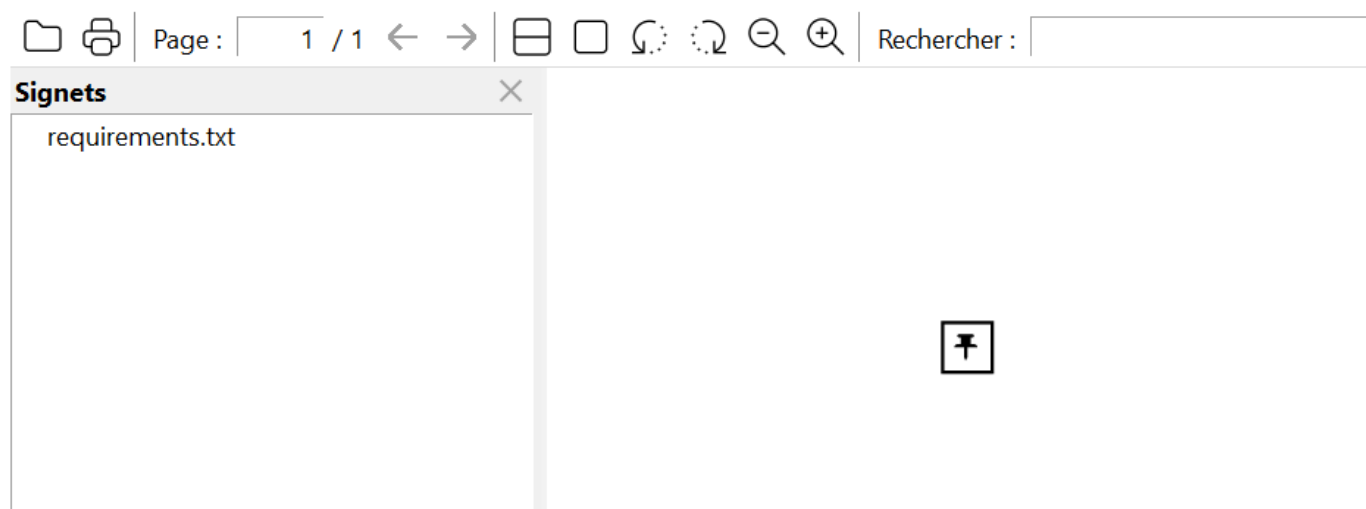 Page : 1 / 1 Rechercher :
Signets
requirements.txt